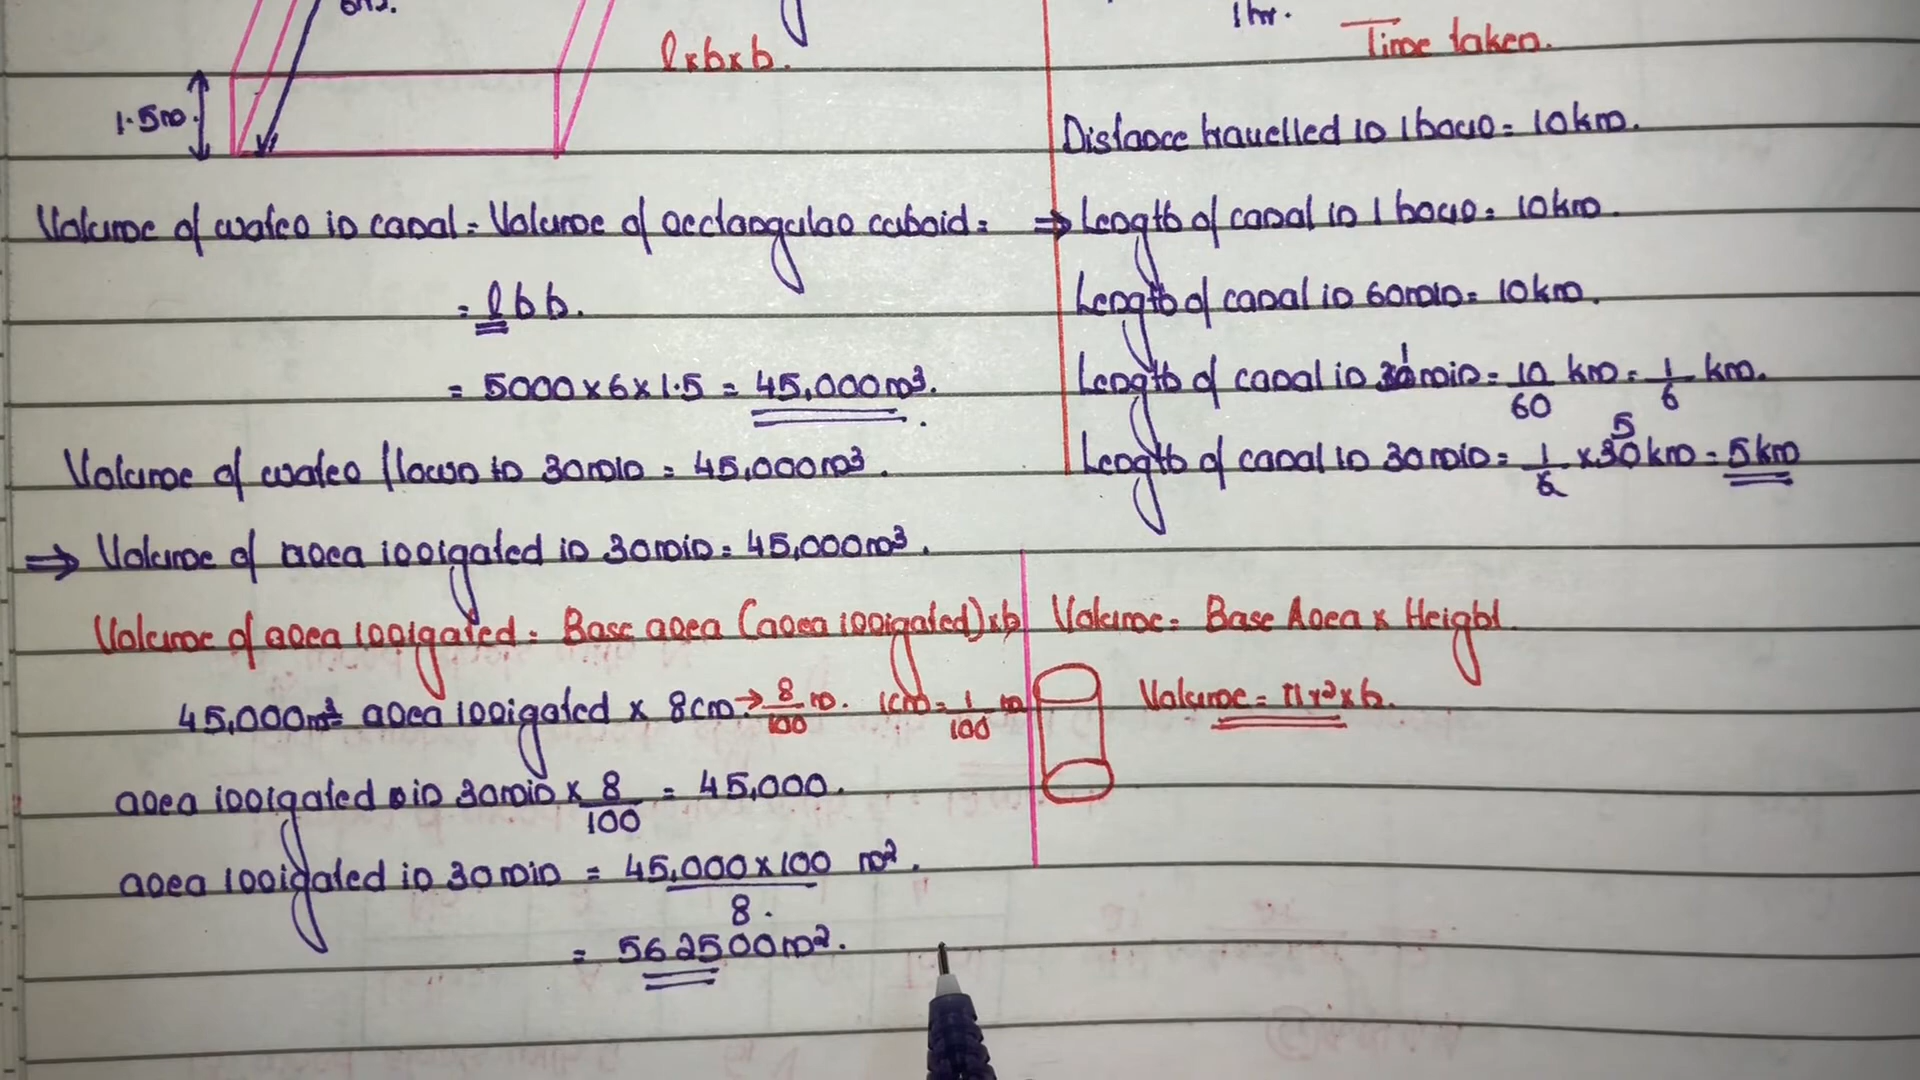 6m.
l×b×h.
1.5m.
1hr.
Time taken.
Distance travelled in 1hour = 10km.
Volume of water in canal = Volume of rectangular cuboid =
= lbh.
= 5000×6×1.5 = 45,000m³.
Volume of water flown in 30min = 45,000m³.
⇒ Length of canal in 1hour = 10km.
Length of canal in 60min = 10km.
Length of canal in 1min = 10/60 km = 1/6 km.
Length of canal in 30min = 1/6 × 30 km = 5km
5
⇒ Volume of area irrigated in 30min = 45,000m³.
Volume of area irrigated = Base area (area irrigated)×h
45,000m³ = area irrigated × 8cm → 8/100 m. 1cm = 1/100 m
area irrigated in 30min × 8/100 = 45,000.
area irrigated in 30min = 45,000×100/8 m².
= 562500m².
Volume = Base Area × Height.
Volume = πr²×h.